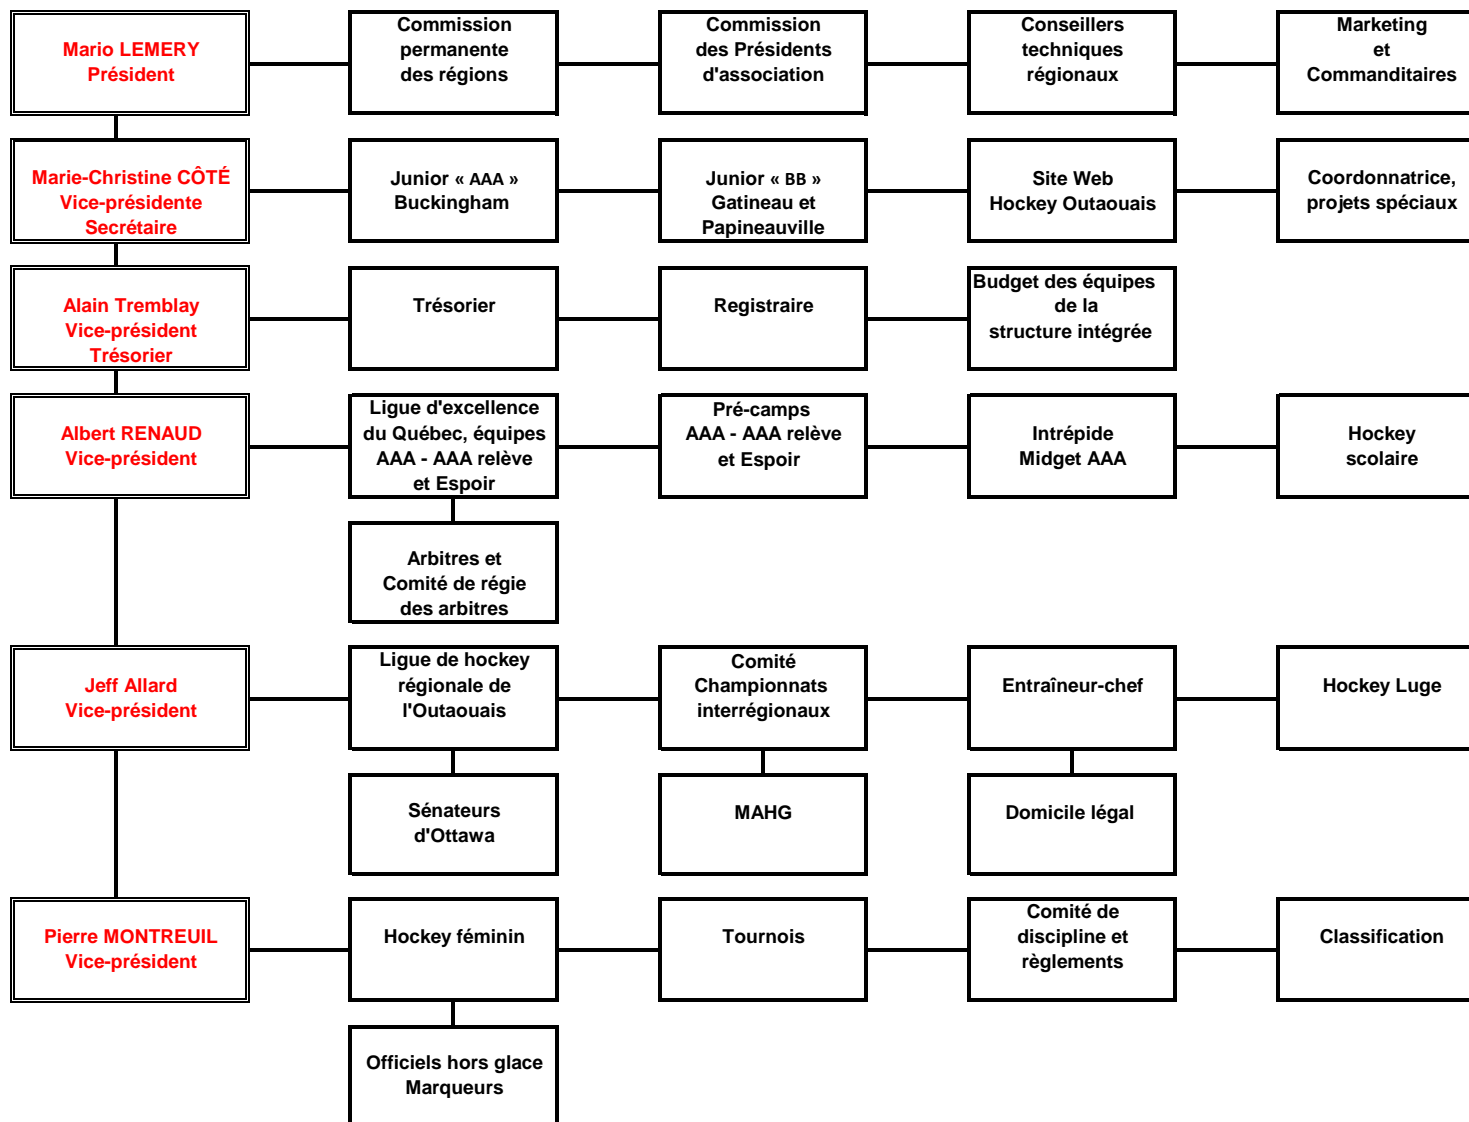 Mario LEMERY
Président
Commission
permanente
des régions
Commission
des Présidents
d'association
Conseillers
techniques
régionaux
Marketing
et
Commanditaires
Marie-Christine CÔTÉ
Vice-présidente
Secrétaire
Junior « AAA »
Buckingham
Junior « BB »
Gatineau et
Papineauville
Site Web
Hockey Outaouais
Coordonnatrice,
projets spéciaux
Alain Tremblay
Vice-président
Trésorier
Trésorier
Registraire
Budget des équipes
de la
structure intégrée
Albert RENAUD
Vice-président
Ligue d'excellence
du Québec, équipes
AAA - AAA relève
et Espoir
Pré-camps
AAA - AAA relève
et Espoir
Intrépide
Midget AAA
Hockey
scolaire
Arbitres et
Comité de régie
des arbitres
Jeff Allard
Vice-président
Ligue de hockey
régionale de
l'Outaouais
Comité
Championnats
interrégionaux
Entraîneur-chef
Hockey Luge
Sénateurs
d'Ottawa
MAHG
Domicile légal
Pierre MONTREUIL
Vice-président
Hockey féminin
Tournois
Comité de
discipline et
règlements
Classification
Officiels hors glace
Marqueurs